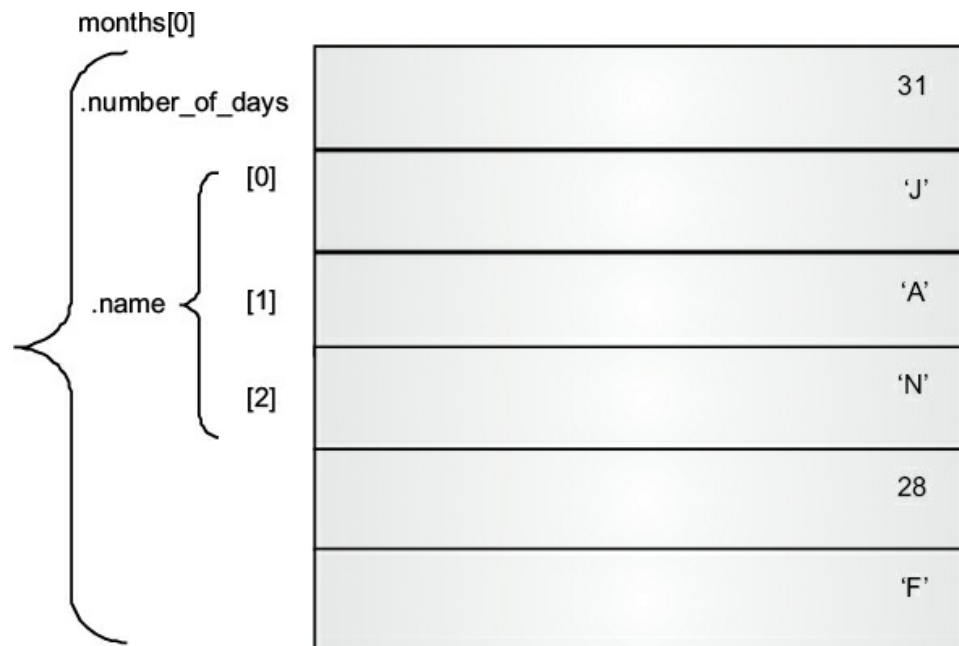 months[0]
.number_of_days
31
[0]
‘J’
.name
[1]
‘A’
[2]
‘N’
28
‘F’